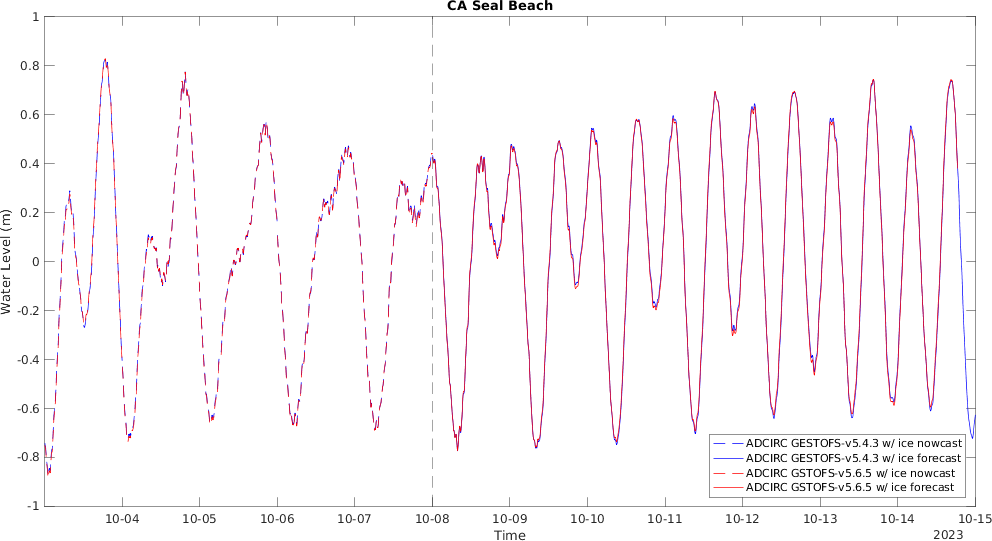 CA Seal Beach
1
0.8
0.6
0.4
0.2
0
-0.2
-0.4
-0.6
-0.8
-1
Water Level (m)
ADCIRC GESTOFS-v5.4.3 w/ ice nowcast
ADCIRC GESTOFS-v5.4.3 w/ ice forecast
ADCIRC GSTOFS-v5.6.5 w/ ice nowcast
ADCIRC GSTOFS-v5.6.5 w/ ice forecast
10-04 10-05 10-06 10-07 10-08 10-09 10-10 10-11 10-12 10-13 10-14 10-15
Time
2023